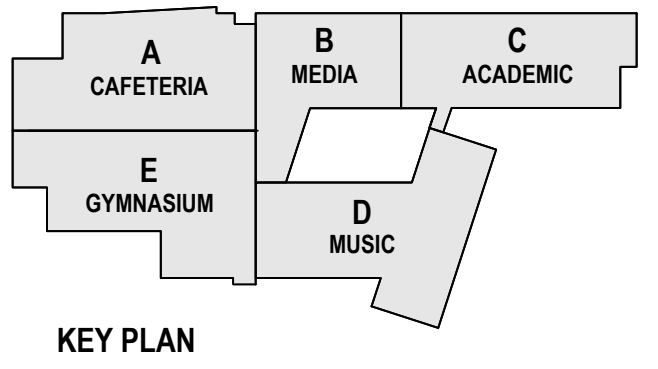 A
CAFETERIA
B
MEDIA
C
ACADEMIC
E
GYMNASIUM
D
MUSIC
KEY PLAN